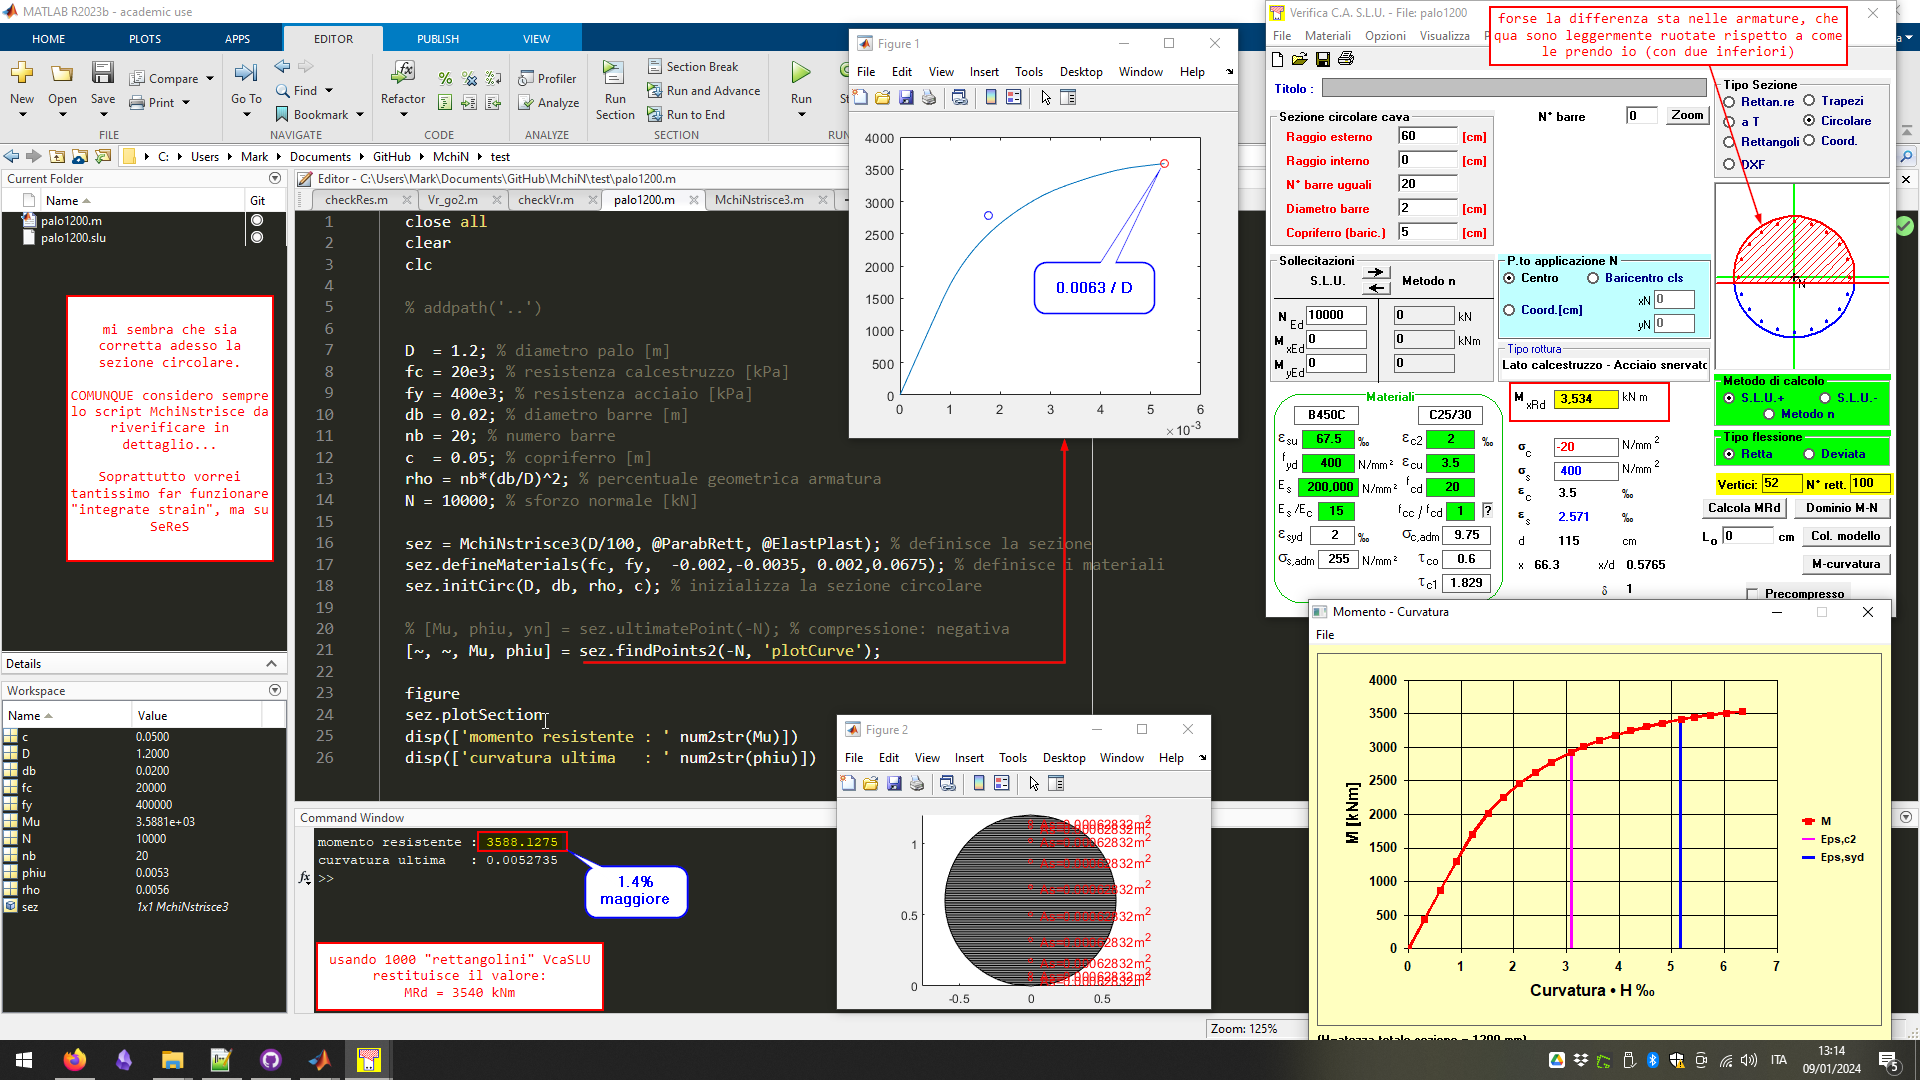 MATLAB R2023b - academic use
HOME PLOTS APPS EDITOR PUBLISH VIEW
New Open Save Compare Print
Go To Find Bookmark
Refactor
Profiler Analyze
Run Section
Section Break
Run and Advance
Run to End
Run
FILE NAVIGATE CODE ANALYZE SECTION
C: Users Mark Documents GitHub MchiN test
Current Folder
Name Git
palo1200.m
palo1200.slu
mi sembra che sia
corretta adesso la
sezione circolare.
COMUNQUE considero sempre
lo script MchiNstrisce da
riverificare in
dettaglio...
Soprattutto vorrei
tantissimo far funzionare
"integrate strain", ma su
SeReS
Details
Workspace
Name Value
c 0.0500
D 1.2000
db 0.0200
fc 20000
fy 400000
Mu 3.5881e+03
N 10000
nb 20
phiu 0.0053
rho 0.0056
sez 1x1 MchiNstrisce3
Editor - C:\Users\Mark\Documents\GitHub\MchiN\test\palo1200.m
checkRes.m Vr_go2.m checkVr.m palo1200.m MchiNstrisce3.m
1 close all
2 clear
3 clc
4
5 % addpath('..')
6
7 D = 1.2; % diametro palo [m]
8 fc = 20e3; % resistenza calcestruzzo [kPa]
9 fy = 400e3; % resistenza acciaio [kPa]
10 db = 0.02; % diametro barre [m]
11 nb = 20; % numero barre
12 c = 0.05; % copriferro [m]
13 rho = nb*(db/D)^2; % percentuale geometrica armatura
14 N = 10000; % sforzo normale [kN]
15
16 sez = MchiNstrisce3(D/100, @ParabRett, @ElastPlast); % definisce la sezione
17 sez.defineMaterials(fc, fy, -0.002,-0.0035, 0.002,0.0675); % definisce i materiali
18 sez.initCirc(D, db, rho, c); % inizializza la sezione circolare
19
20 % [Mu, phiu, yn] = sez.ultimatePoint(-N); % compressione: negativa
21 [~, ~, Mu, phiu] = sez.findPoints2(-N, 'plotCurve');
22
23 figure
24 sez.plotSection
25 disp(['momento resistente : ' num2str(Mu)])
26 disp(['curvatura ultima : ' num2str(phiu)])
Command Window
momento resistente : 3588.1275
curvatura ultima : 0.0052735
fx >>
1.4%
maggiore
usando 1000 "rettangolini" VcaSLU
restituisce il valore:
MRd = 3540 kNm
Zoom: 125%
Figure 1
File Edit View Insert Tools Desktop Window Help
4000
3500
3000
2500
2000
1500
1000
500
0
0 1 2 3 4 5 6
×10-3
0.0063 / D
Figure 2
File Edit View Insert Tools Desktop Window Help
1
0.5
0
-0.5 0 0.5
Verifica C.A. S.L.U. - File: palo1200
File Materiali Opzioni Visualizza
forse la differenza sta nelle armature, che
qua sono leggermente ruotate rispetto a come
le prendo io (con due inferiori)
Titolo :
Sezione circolare cava
Raggio esterno 60 [cm]
Raggio interno 0 [cm]
N° barre uguali 20
Diametro barre 2 [cm]
Copriferro (baric.) 5 [cm]
N° barre 0 Zoom
Tipo Sezione
Rettan.re Trapezi
a T Circolare
Rettangoli Coord.
DXF
N
Sollecitazioni
S.L.U. Metodo n
N Ed 10000 0 kN
M xEd 0 0 kNm
M yEd 0 0
P.to applicazione N
Centro Baricentro cls
Coord.[cm] xN 0
yN 0
Tipo rottura
Lato calcestruzzo - Acciaio snervato
M xRd 3,534 kN m
Materiali
B450C C25/30
εsu 67.5 ‰ εc2 2 ‰
fyd 400 N/mm² εcu 3.5
Es 200,000 N/mm² fcd 20
Es /Ec 15 fcc / fcd 1 ?
εsyd 2 ‰ σc,adm 9.75
σs,adm 255 N/mm² τco 0.6
τc1 1.829
σc -20 N/mm²
σs 400 N/mm²
εc 3.5 ‰
εs 2.571 ‰
d 115 cm
x 66.3 x/d 0.5765
δ 1
Metodo di calcolo
S.L.U.+ S.L.U.-
Metodo n
Tipo flessione
Retta Deviata
Vertici: 52 N° rett. 100
Calcola MRd Dominio M-N
Lo 0 cm Col. modello
M-curvatura
Precompresso
Momento - Curvatura
File
M [kNm]
4000
3500
3000
2500
2000
1500
1000
500
0
0 1 2 3 4 5 6 7
Curvatura • H ‰
M
Eps,c2
Eps,syd
ITA
13:14
09/01/2024
5